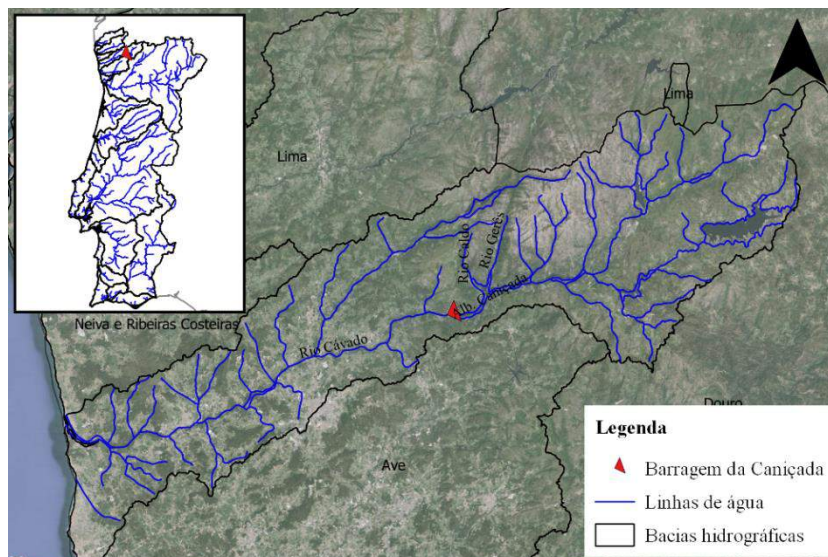 Lima
Lima
Rio Caldo
Rio Gerês
Alb. Caniçada
Neiva e Ribeiras Costeiras
Rio Cávado
Douro
Ave
Legenda
Barragem da Caniçada
Linhas de água
Bacias hidrográficas